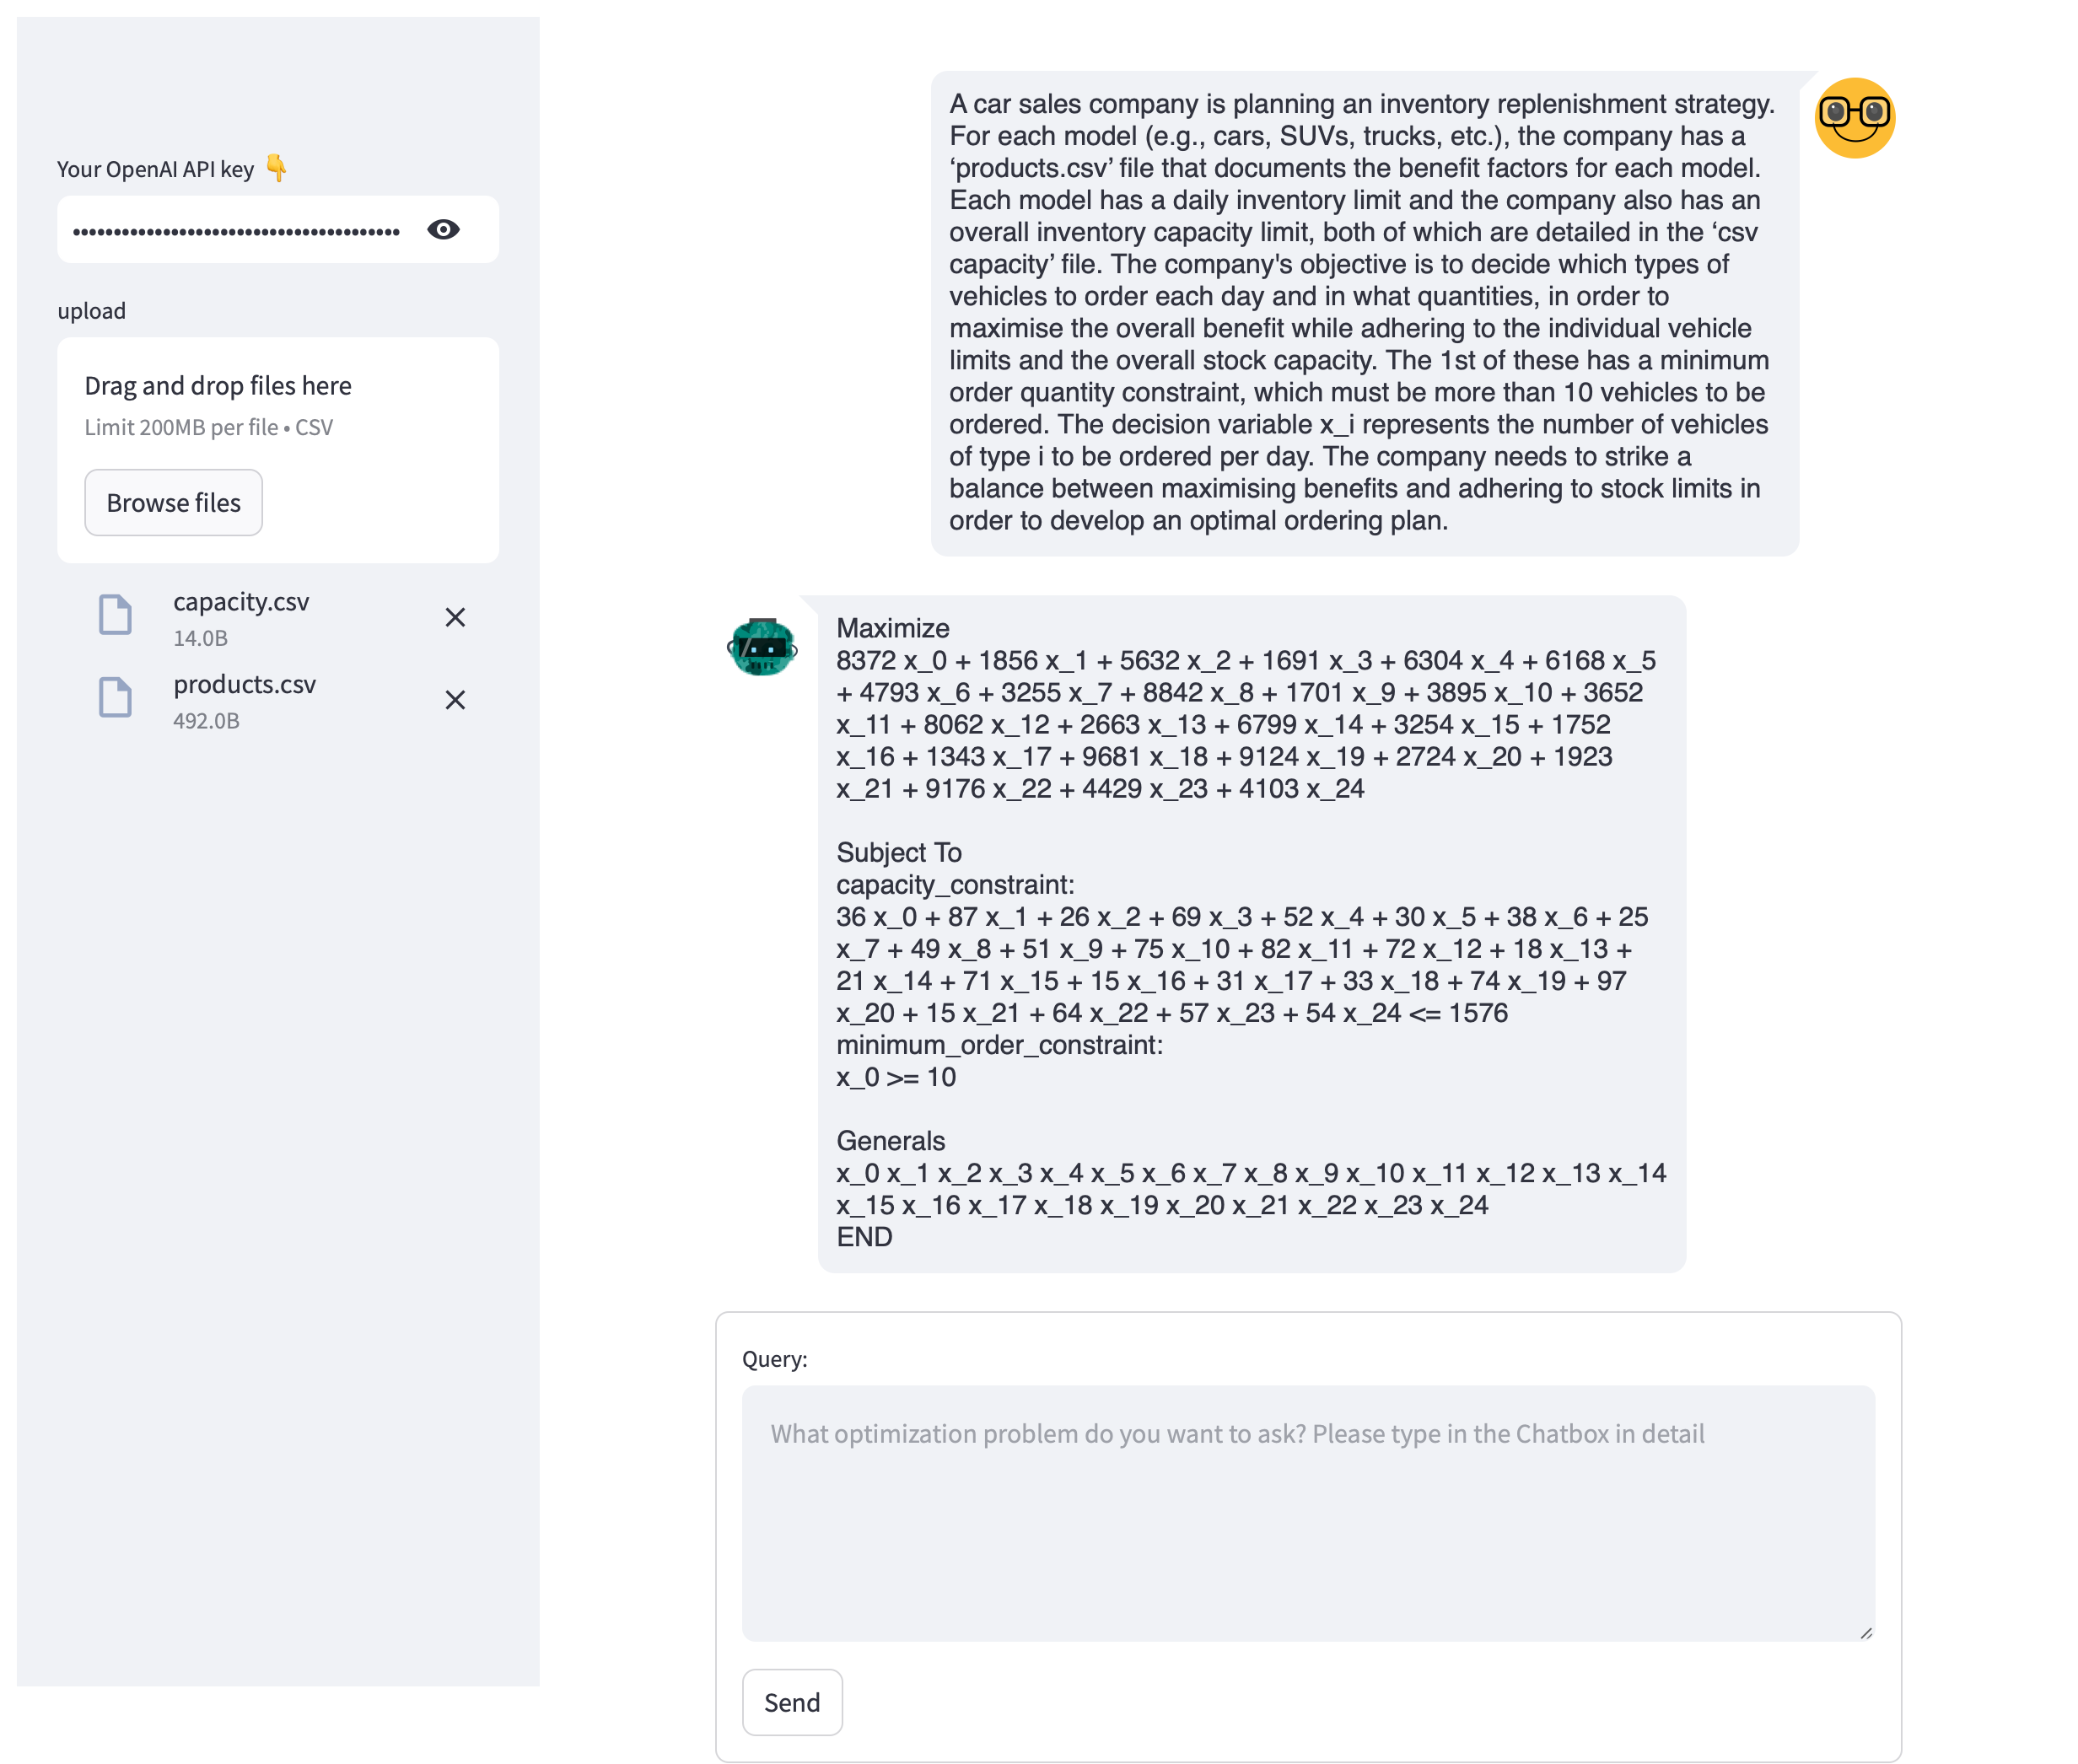 Your OpenAI API key 👇
••••••••••••••••••••••••••••••••••••••••
upload
Drag and drop files here
Limit 200MB per file • CSV
Browse files
capacity.csv
14.0B
products.csv
492.0B
A car sales company is planning an inventory replenishment strategy.
For each model (e.g., cars, SUVs, trucks, etc.), the company has a
‘products.csv’ file that documents the benefit factors for each model.
Each model has a daily inventory limit and the company also has an
overall inventory capacity limit, both of which are detailed in the ‘csv
capacity’ file. The company's objective is to decide which types of
vehicles to order each day and in what quantities, in order to
maximise the overall benefit while adhering to the individual vehicle
limits and the overall stock capacity. The 1st of these has a minimum
order quantity constraint, which must be more than 10 vehicles to be
ordered. The decision variable x_i represents the number of vehicles
of type i to be ordered per day. The company needs to strike a
balance between maximising benefits and adhering to stock limits in
order to develop an optimal ordering plan.
Maximize
8372 x_0 + 1856 x_1 + 5632 x_2 + 1691 x_3 + 6304 x_4 + 6168 x_5
+ 4793 x_6 + 3255 x_7 + 8842 x_8 + 1701 x_9 + 3895 x_10 + 3652
x_11 + 8062 x_12 + 2663 x_13 + 6799 x_14 + 3254 x_15 + 1752
x_16 + 1343 x_17 + 9681 x_18 + 9124 x_19 + 2724 x_20 + 1923
x_21 + 9176 x_22 + 4429 x_23 + 4103 x_24
Subject To
capacity_constraint:
36 x_0 + 87 x_1 + 26 x_2 + 69 x_3 + 52 x_4 + 30 x_5 + 38 x_6 + 25
x_7 + 49 x_8 + 51 x_9 + 75 x_10 + 82 x_11 + 72 x_12 + 18 x_13 +
21 x_14 + 71 x_15 + 15 x_16 + 31 x_17 + 33 x_18 + 74 x_19 + 97
x_20 + 15 x_21 + 64 x_22 + 57 x_23 + 54 x_24 <= 1576
minimum_order_constraint:
x_0 >= 10
Generals
x_0 x_1 x_2 x_3 x_4 x_5 x_6 x_7 x_8 x_9 x_10 x_11 x_12 x_13 x_14
x_15 x_16 x_17 x_18 x_19 x_20 x_21 x_22 x_23 x_24
END
Query:
What optimization problem do you want to ask? Please type in the Chatbox in detail
Send